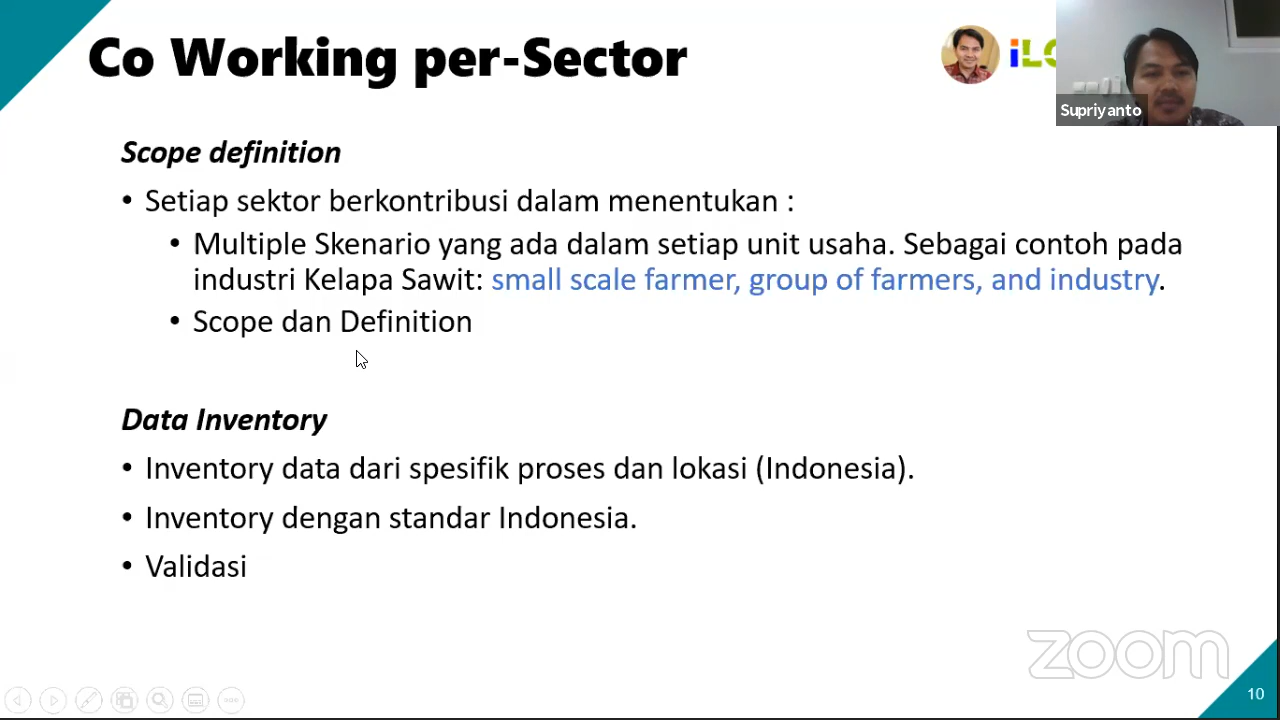 Co Working per-Sector
iLC
Supriyanto
Scope definition
• Setiap sektor berkontribusi dalam menentukan :
• Multiple Skenario yang ada dalam setiap unit usaha. Sebagai contoh pada
industri Kelapa Sawit: small scale farmer, group of farmers, and industry.
• Scope dan Definition
Data Inventory
• Inventory data dari spesifik proses dan lokasi (Indonesia).
• Inventory dengan standar Indonesia.
• Validasi
zoom
10